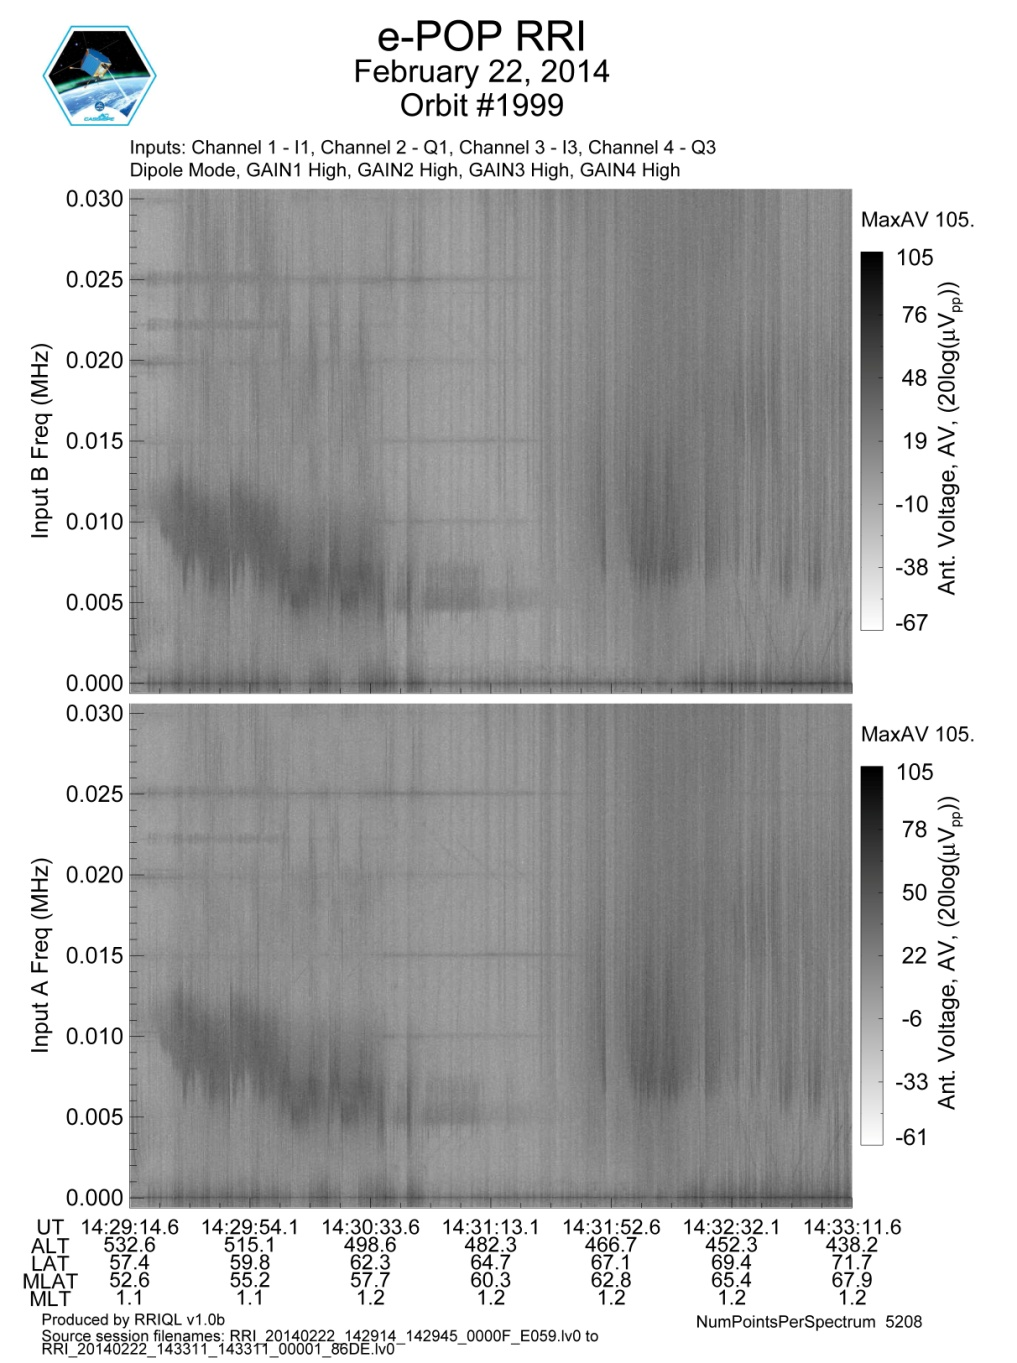 e-POP RRI
February 22, 2014
Orbit #1999
CASSIOPE
Inputs: Channel 1 - I1, Channel 2 - Q1, Channel 3 - I3, Channel 4 - Q3
Dipole Mode, GAIN1 High, GAIN2 High, GAIN3 High, GAIN4 High
Input B Freq (MHz)
0.030
0.025
0.020
0.015
0.010
0.005
0.000
MaxAV 105.
105
76
48
19
-10
-38
-67
Ant. Voltage, AV, (20log(μVpp))
Input A Freq (MHz)
0.030
0.025
0.020
0.015
0.010
0.005
0.000
MaxAV 105.
105
78
50
22
-6
-33
-61
Ant. Voltage, AV, (20log(μVpp))
UT 14:29:14.6 14:29:54.1 14:30:33.6 14:31:13.1 14:31:52.6 14:32:32.1 14:33:11.6
ALT 532.6 515.1 498.6 482.3 466.7 452.3 438.2
LAT 57.4 59.8 62.3 64.7 67.1 69.4 71.7
MLAT 52.6 55.2 57.7 60.3 62.8 65.4 67.9
MLT 1.1 1.1 1.2 1.2 1.2 1.2 1.2
Produced by RRIQL v1.0b
NumPointsPerSpectrum 5208
Source session filenames: RRI_20140222_142914_142945_0000F_E059.lv0 to
RRI_20140222_143311_143311_00001_86DE.lv0